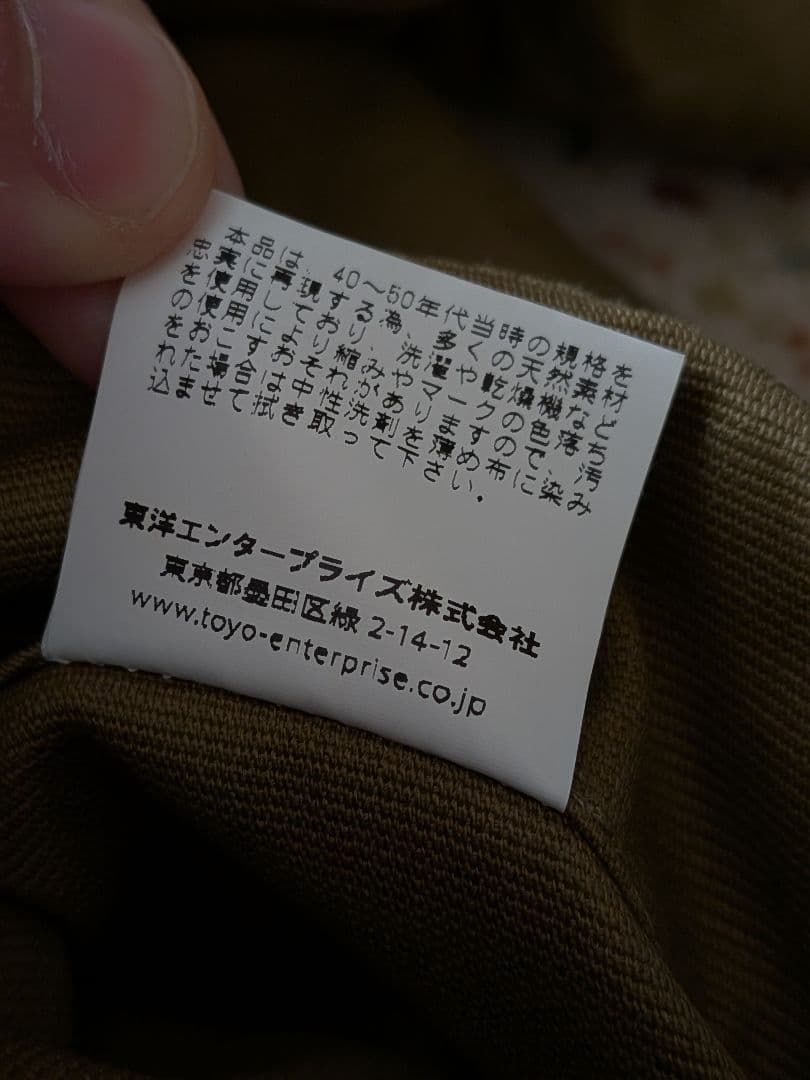 本品は、40～50年代当時の規格を
忠実に再現する為、多くの天然素材
を使用しており、洗濯や乾燥機など
の使用により縮みやマークの色落ち
をおこすおそれがありますので、汚
れた場合は中性洗剤を薄め布に染み
込ませて拭き取って下さい。
東洋エンタープライズ株式会社
東京都墨田区緑 2-14-12
www.toyo-enterprise.co.jp